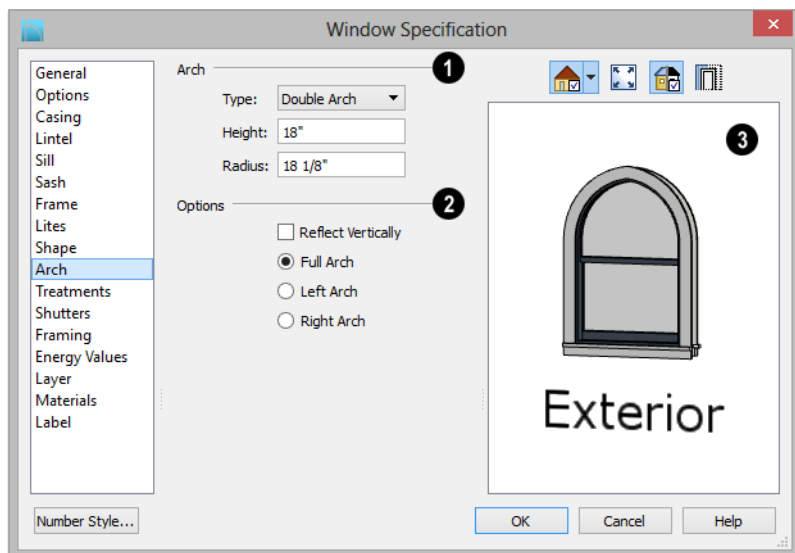 Window Specification
General
Options
Casing
Lintel
Sill
Sash
Frame
Lites
Shape
Arch
Treatments
Shutters
Framing
Energy Values
Layer
Materials
Label
Arch
1
Type: Double Arch
Height: 18"
Radius: 18 1/8"
Options
2
Reflect Vertically
Full Arch
Left Arch
Right Arch
3
Exterior
Number Style...
OK
Cancel
Help